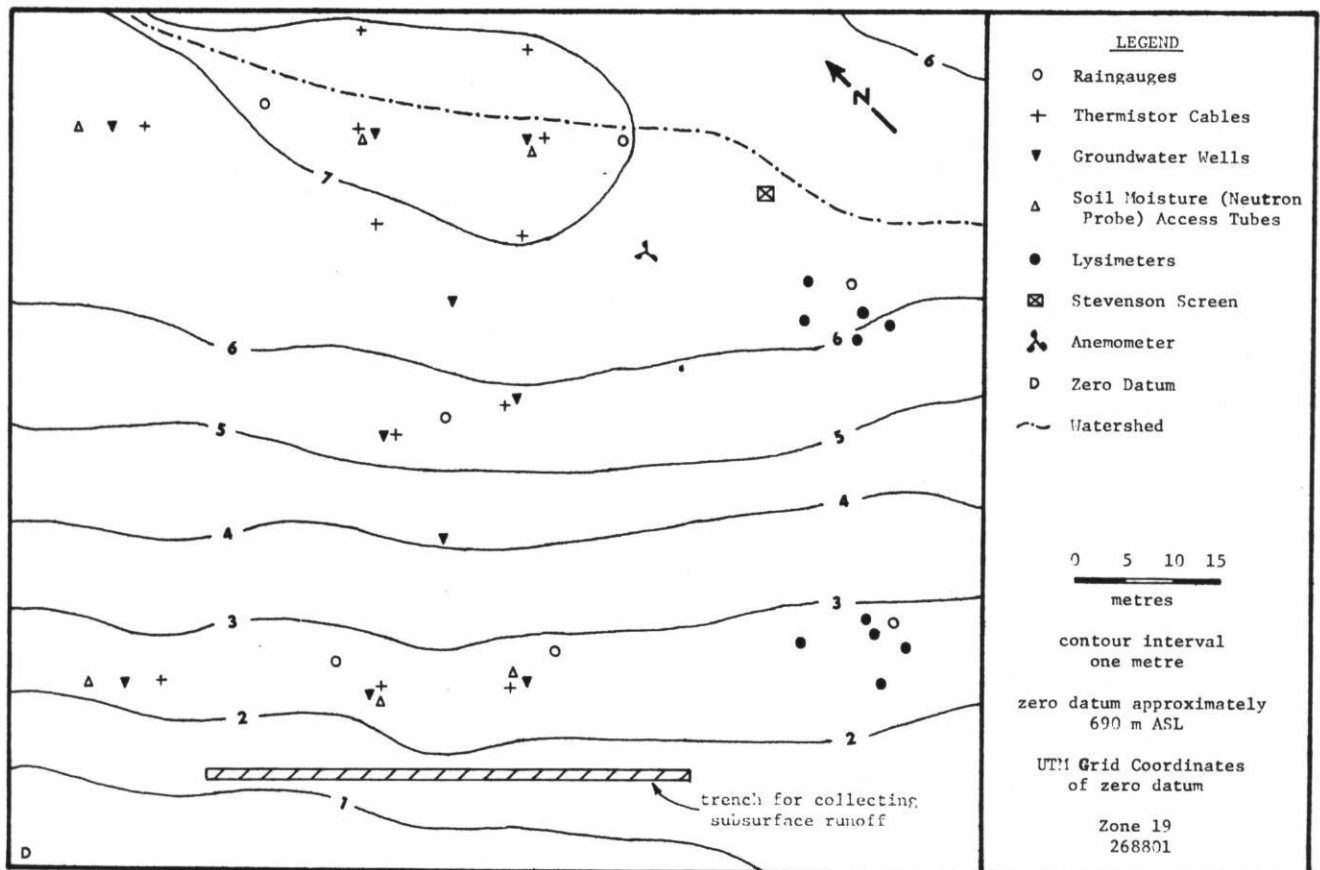 6
N
7
6
6
5
5
4
4
3
3
2
2
1
trench for collecting
subsurface runoff
D
LEGEND
Raingauges
Thermistor Cables
Groundwater Wells
Soil Moisture (Neutron
Probe) Access Tubes
Lysimeters
Stevenson Screen
Anemometer
D Zero Datum
Watershed
0 5 10 15
metres
contour interval
one metre
zero datum approximately
690 m ASL
UTM Grid Coordinates
of zero datum
Zone 19
268801